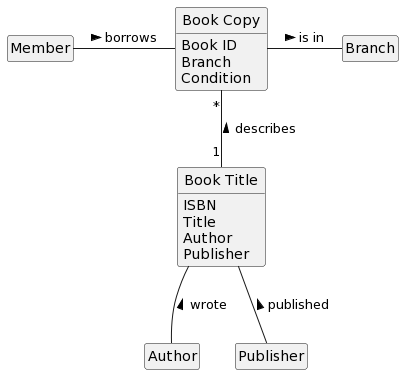 Book Copy
Member
borrows
Book ID
Branch
Condition
is in
Branch
*
describes
1
Book Title
ISBN
Title
Author
Publisher
wrote
published
Author
Publisher